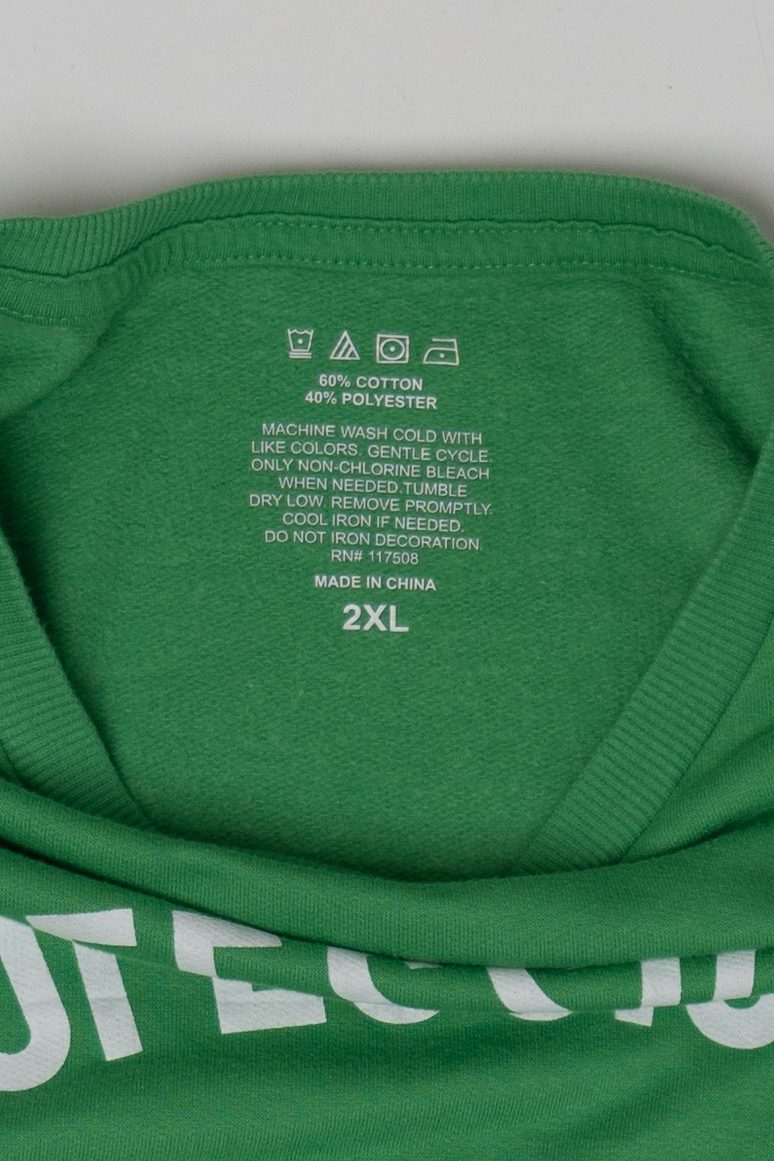 60% COTTON
40% POLYESTER
MACHINE WASH COLD WITH
LIKE COLORS. GENTLE CYCLE.
ONLY NON-CHLORINE BLEACH
WHEN NEEDED.TUMBLE
DRY LOW. REMOVE PROMPTLY.
COOL IRON IF NEEDED.
DO NOT IRON DECORATION.
RN# 117508
MADE IN CHINA
2XL